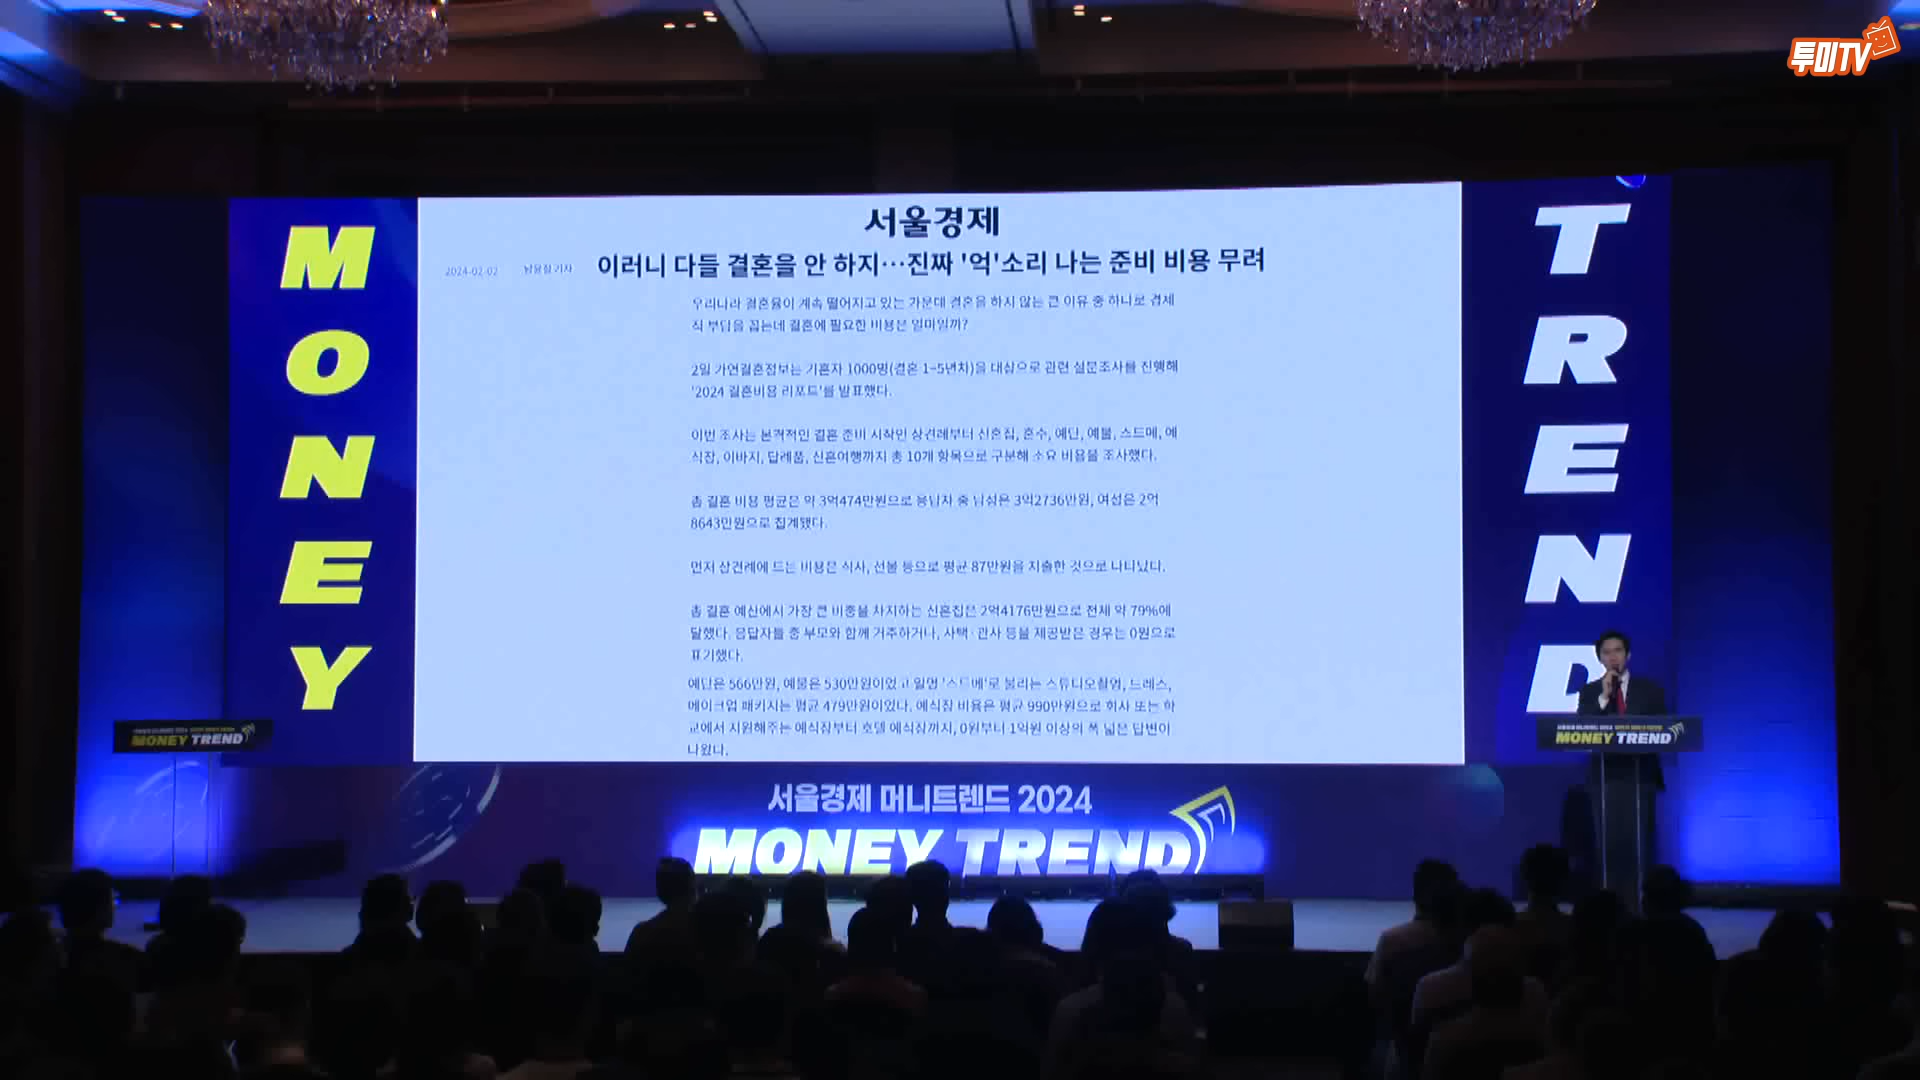 투미TV
MONEY
TREND
서울경제
2024-02-02
이러니 다들 결혼을 안 하지…진짜 '억'소리 나는 준비 비용 무려
우리나라 결혼율이 계속 떨어지고 있는 가운데 결혼을 하지 않는 큰 이유 중 하나로 경제
적 부담을 꼽는데 결혼에 필요한 비용은 얼마일까?
2일 가연결혼정보는 기혼자 1000명(결혼 1~5년차)을 대상으로 관련 설문조사를 진행해
'2024 결혼비용 리포트'를 발표했다.
이번 조사는 본격적인 결혼 준비 시작인 상견례부터 신혼집, 혼수, 예단, 예물, 스드메, 예
식장, 이바지, 답례품, 신혼여행까지 총 10개 항목으로 구분해 소요 비용을 조사했다.
총 결혼 비용 평균은 약 3억474만원으로 응답자 중 남성은 3억2736만원, 여성은 2억
8643만원으로 집계됐다.
먼저 상견례에 드는 비용은 식사, 선물 등으로 평균 87만원을 지출한 것으로 나타났다.
총 결혼 예산에서 가장 큰 비중을 차지하는 신혼집은 2억4176만원으로 전체 약 79%에
달했다. 응답자들 중 부모와 함께 거주하거나, 사택·관사 등을 제공받은 경우는 0원으로
표기했다.
예단은 566만원, 예물은 530만원이었고 일명 '스드메'로 불리는 스튜디오촬영, 드레스,
메이크업 패키지는 평균 479만원이었다. 예식장 비용은 평균 990만원으로 회사 또는 학
교에서 지원해주는 예식장부터 호텔 예식장까지, 0원부터 1억원 이상의 폭 넓은 답변이
나왔다.
MONEY TREND
MONEY TREND
서울경제 머니트렌드 2024
MONEY TREND